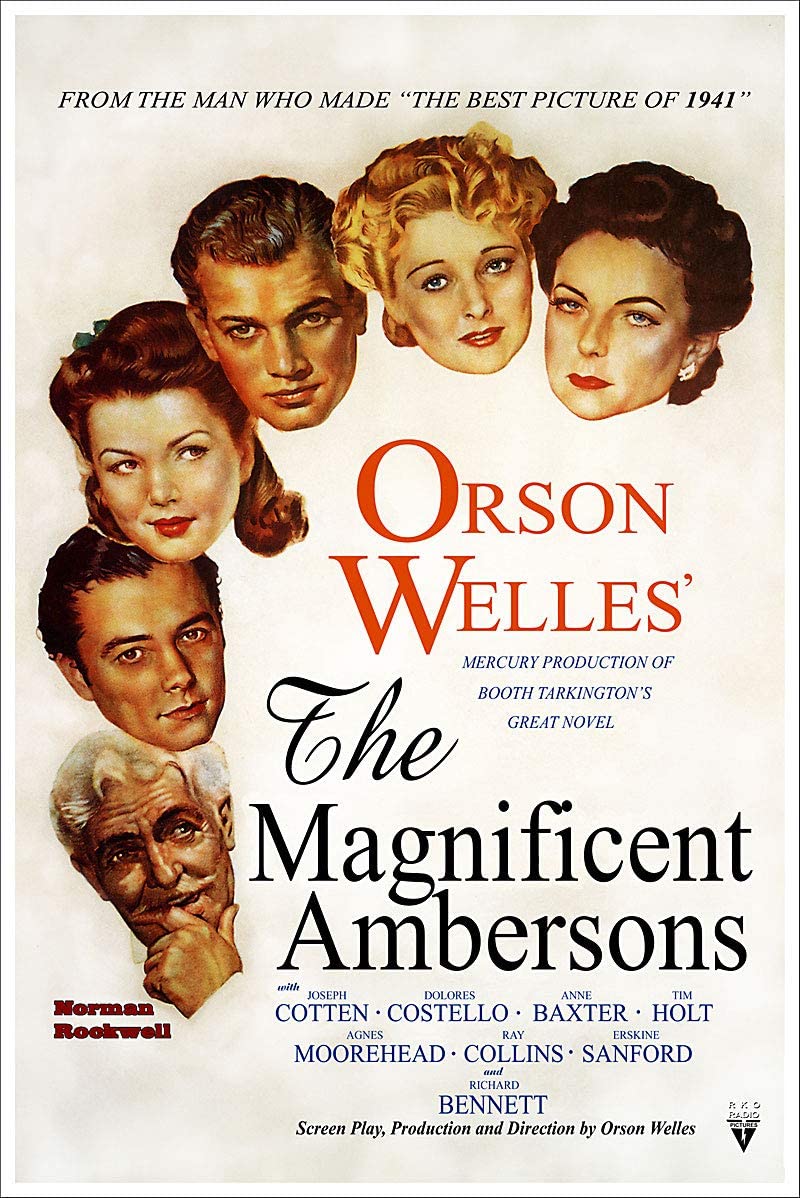 FROM THE MAN WHO MADE “THE BEST PICTURE OF 1941”
ORSON
WELLES’
MERCURY PRODUCTION OF
BOOTH TARKINGTON’S
GREAT NOVEL
The
Magnificent
Ambersons
with
JOSEPH DOLORES ANNE TIM
COTTEN · COSTELLO · BAXTER · HOLT
AGNES RAY ERSKINE
MOOREHEAD · COLLINS · SANFORD
and
RICHARD
BENNETT
Screen Play, Production and Direction by Orson Welles
Norman
Rockwell
RKO
RADIO
PICTURES